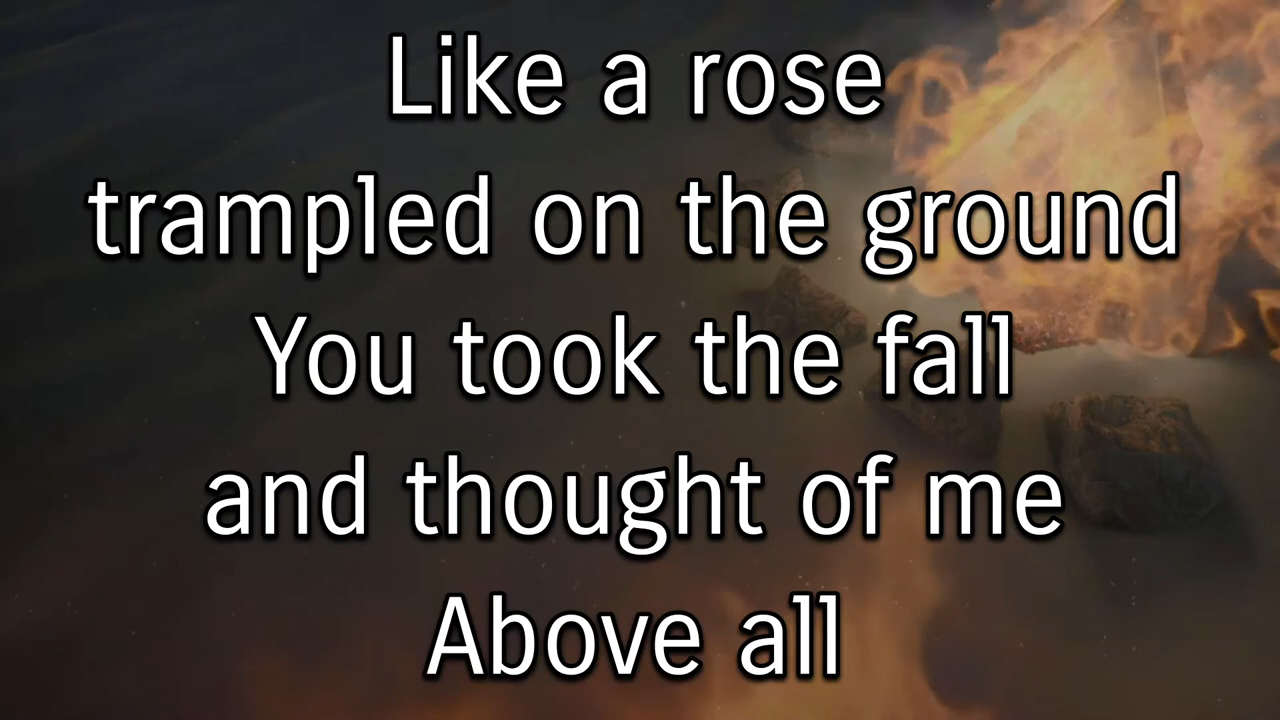 Like a rose
trampled on the ground
You took the fall
and thought of me
Above all